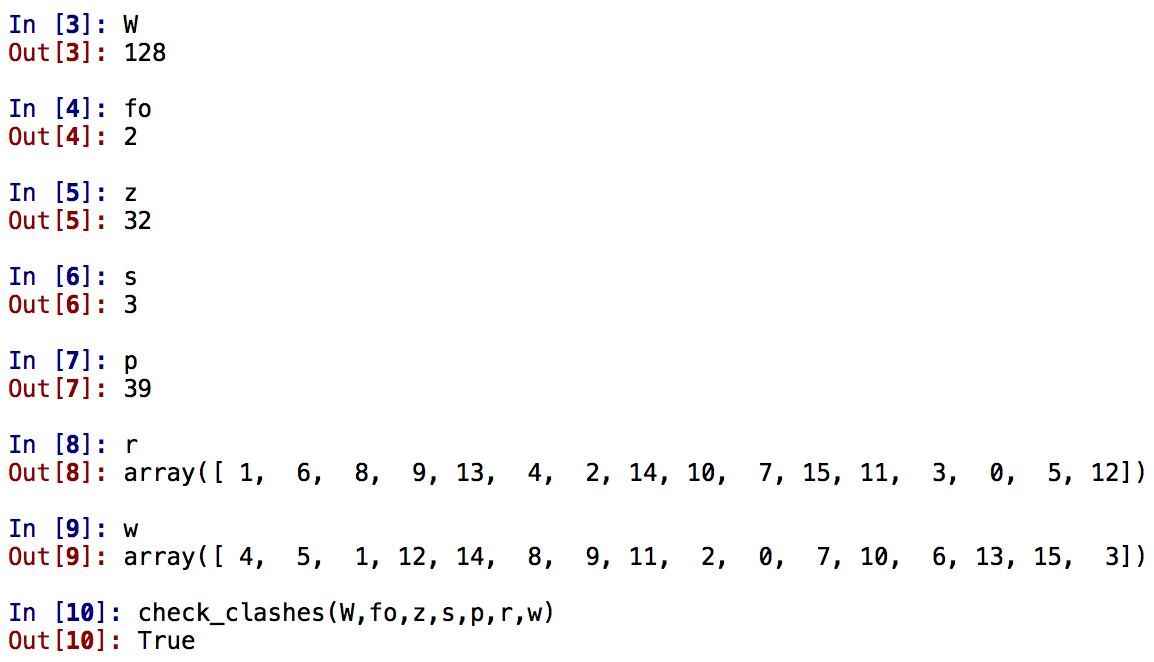 In [3]: W
Out[3]: 128
In [4]: fo
Out[4]: 2
In [5]: z
Out[5]: 32
In [6]: s
Out[6]: 3
In [7]: p
Out[7]: 39
In [8]: r
Out[8]: array([ 1,  6,  8,  9, 13,  4,  2, 14, 10,  7, 15, 11,  3,  0,  5, 12])
In [9]: w
Out[9]: array([ 4,  5,  1, 12, 14,  8,  9, 11,  2,  0,  7, 10,  6, 13, 15,  3])
In [10]: check_clashes(W,fo,z,s,p,r,w)
Out[10]: True